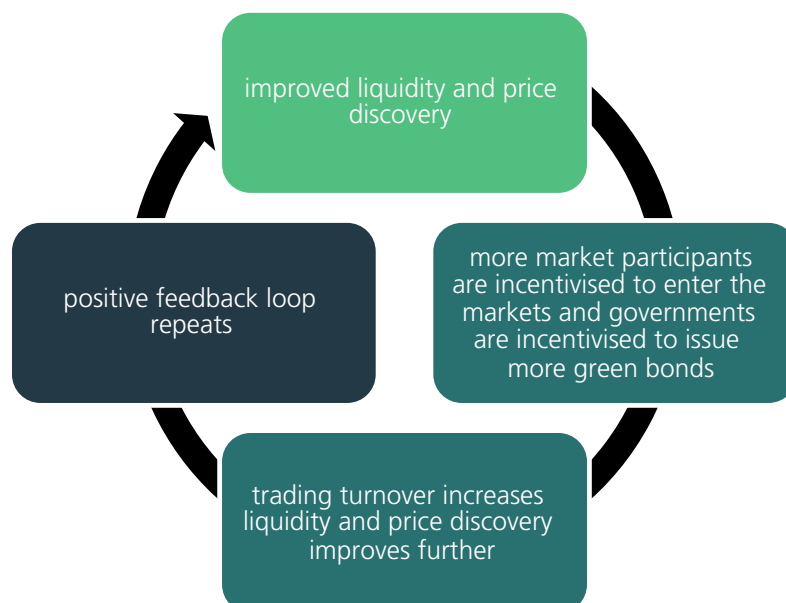 improved liquidity and price
discovery
more market participants
are incentivised to enter the
markets and governments
are incentivised to issue
more green bonds
trading turnover increases
liquidity and price discovery
improves further
positive feedback loop
repeats